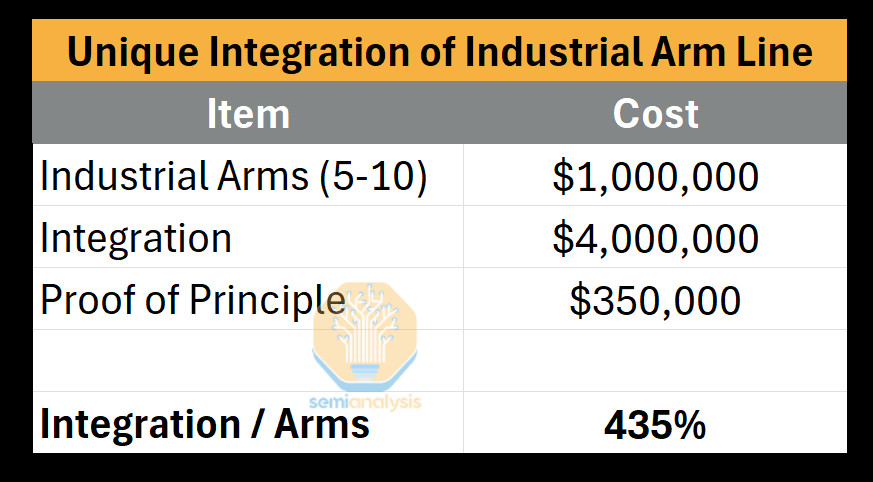 Unique Integration of Industrial Arm Line
Item Cost
Industrial Arms (5-10) $1,000,000
Integration $4,000,000
Proof of Principle $350,000
semianalysis
Integration / Arms 435%